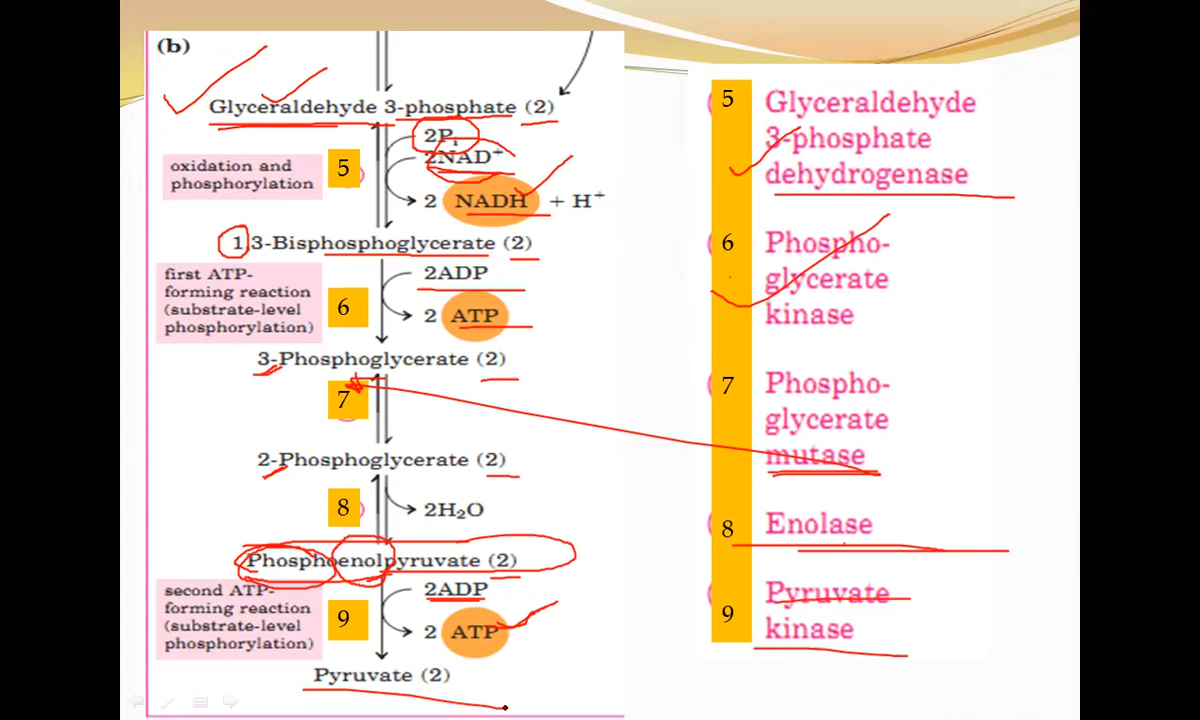 (b)
Glyceraldehyde 3-phosphate (2)
2Pi
2NAD+
oxidation and
phosphorylation
5
2 NADH + H+
1,3-Bisphosphoglycerate (2)
first ATP-
forming reaction
(substrate-level
phosphorylation)
6
2ADP
2 ATP
3-Phosphoglycerate (2)
7
2-Phosphoglycerate (2)
8
2H₂O
Phosphoenolpyruvate (2)
second ATP-
forming reaction
(substrate-level
phosphorylation)
9
2ADP
2 ATP
Pyruvate (2)
5 Glyceraldehyde
3-phosphate
dehydrogenase
6 Phospho-
glycerate
kinase
7 Phospho-
glycerate
mutase
8 Enolase
9 Pyruvate
kinase